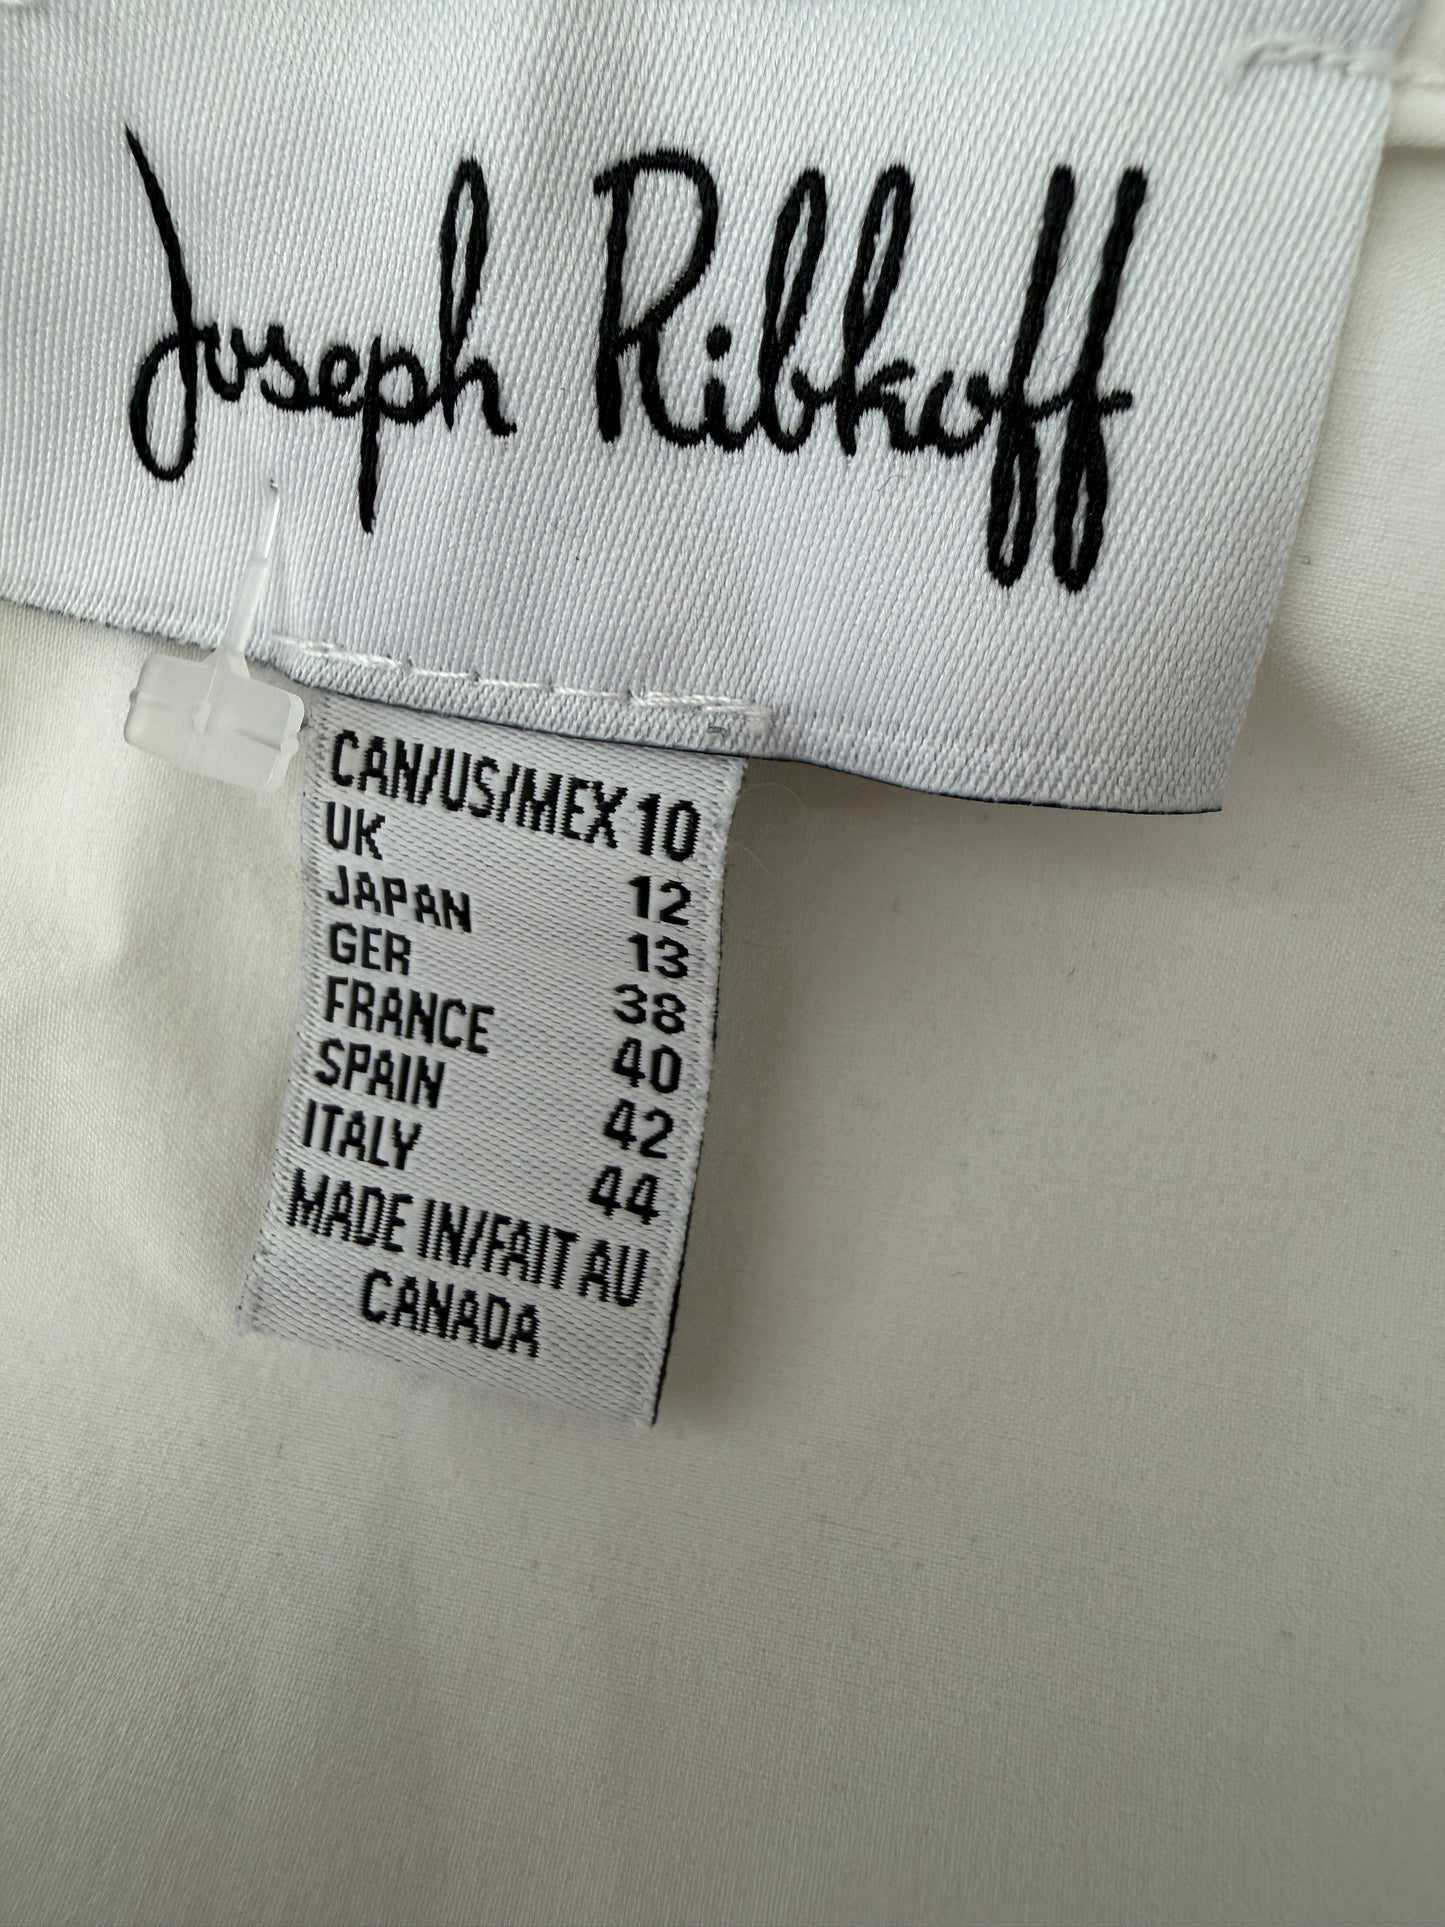 Joseph Ribkoff
CAN/US/MEX 10
UK 12
JAPAN 13
GER 38
FRANCE 40
SPAIN 42
ITALY 44
MADE IN/FAIT AU
CANADA